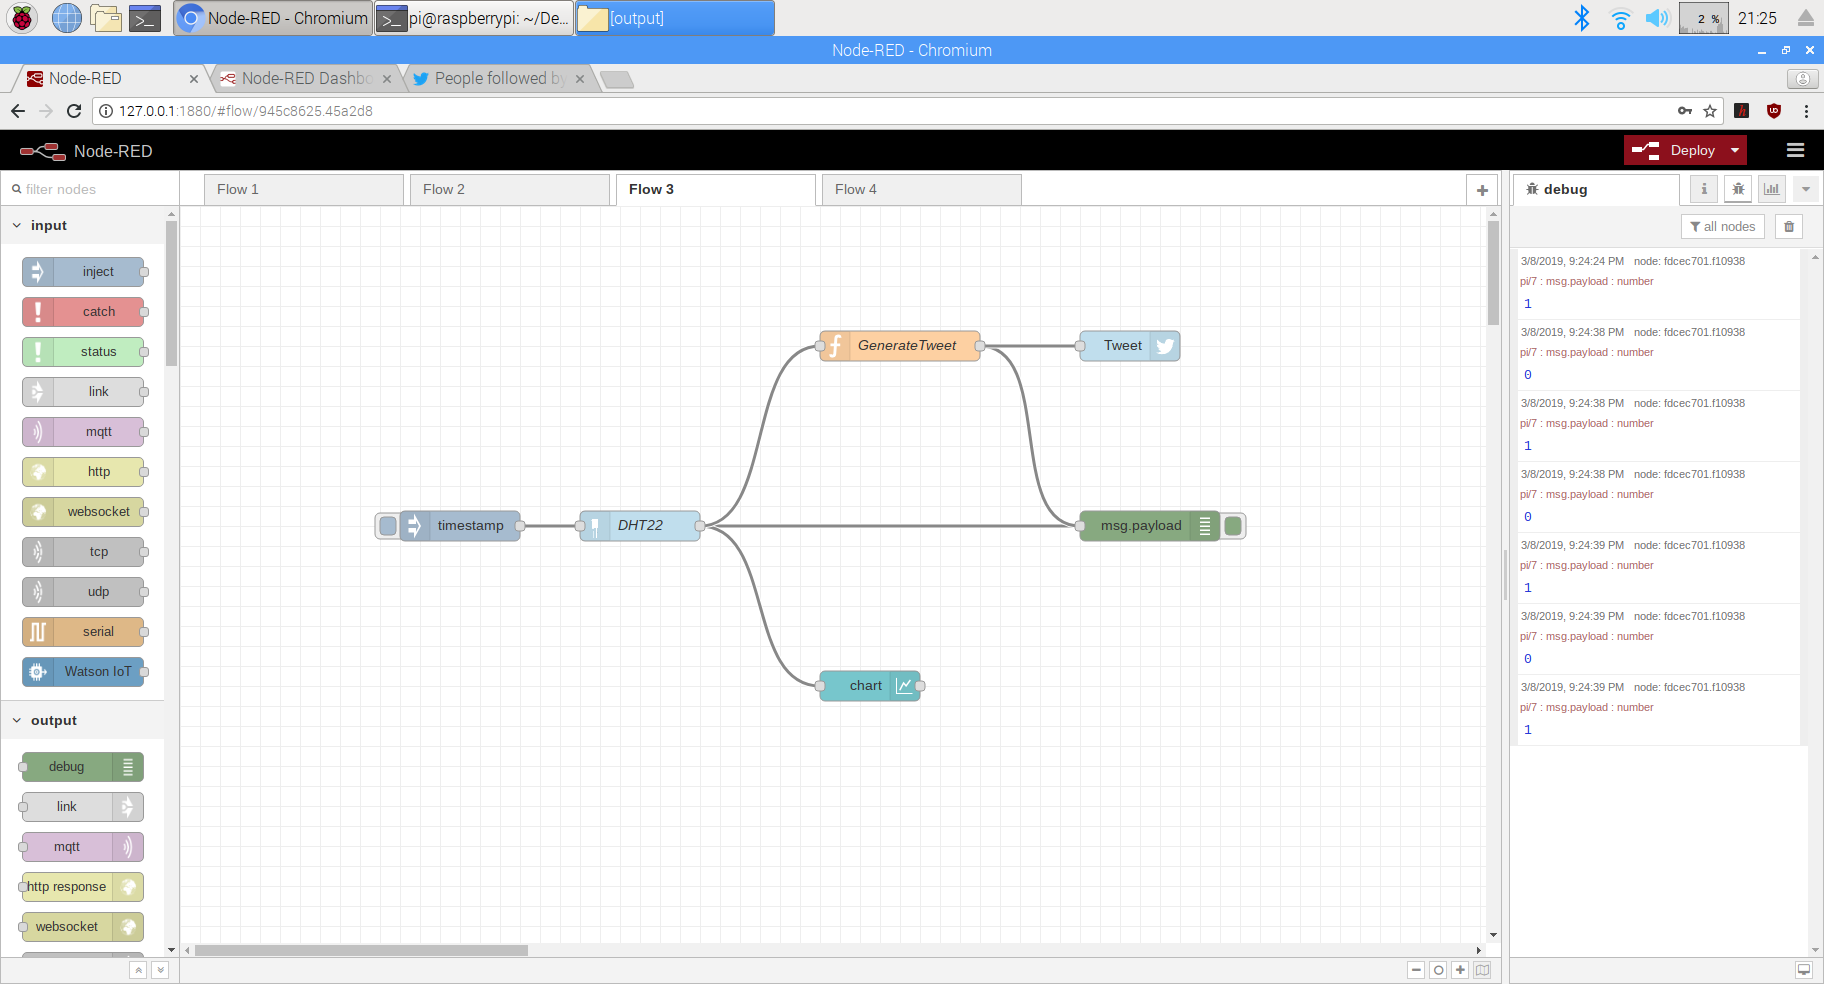 Node-RED - Chromium
pi@raspberrypi: ~/De...
[output]
2 %
21:25
Node-RED - Chromium
Node-RED
Node-RED Dashbo
People followed by
127.0.0.1:1880/#flow/945c8625.45a2d8
Node-RED
Deploy
filter nodes
Flow 1
Flow 2
Flow 3
Flow 4
debug
all nodes
input
inject
catch
status
link
mqtt
http
websocket
tcp
udp
serial
Watson IoT
output
debug
link
mqtt
http response
websocket
GenerateTweet
Tweet
timestamp
DHT22
msg.payload
chart
3/8/2019, 9:24:24 PM node: fdcec701.f10938
pi/7 : msg.payload : number
1
3/8/2019, 9:24:38 PM node: fdcec701.f10938
pi/7 : msg.payload : number
0
3/8/2019, 9:24:38 PM node: fdcec701.f10938
pi/7 : msg.payload : number
1
3/8/2019, 9:24:38 PM node: fdcec701.f10938
pi/7 : msg.payload : number
0
3/8/2019, 9:24:39 PM node: fdcec701.f10938
pi/7 : msg.payload : number
1
3/8/2019, 9:24:39 PM node: fdcec701.f10938
pi/7 : msg.payload : number
0
3/8/2019, 9:24:39 PM node: fdcec701.f10938
pi/7 : msg.payload : number
1